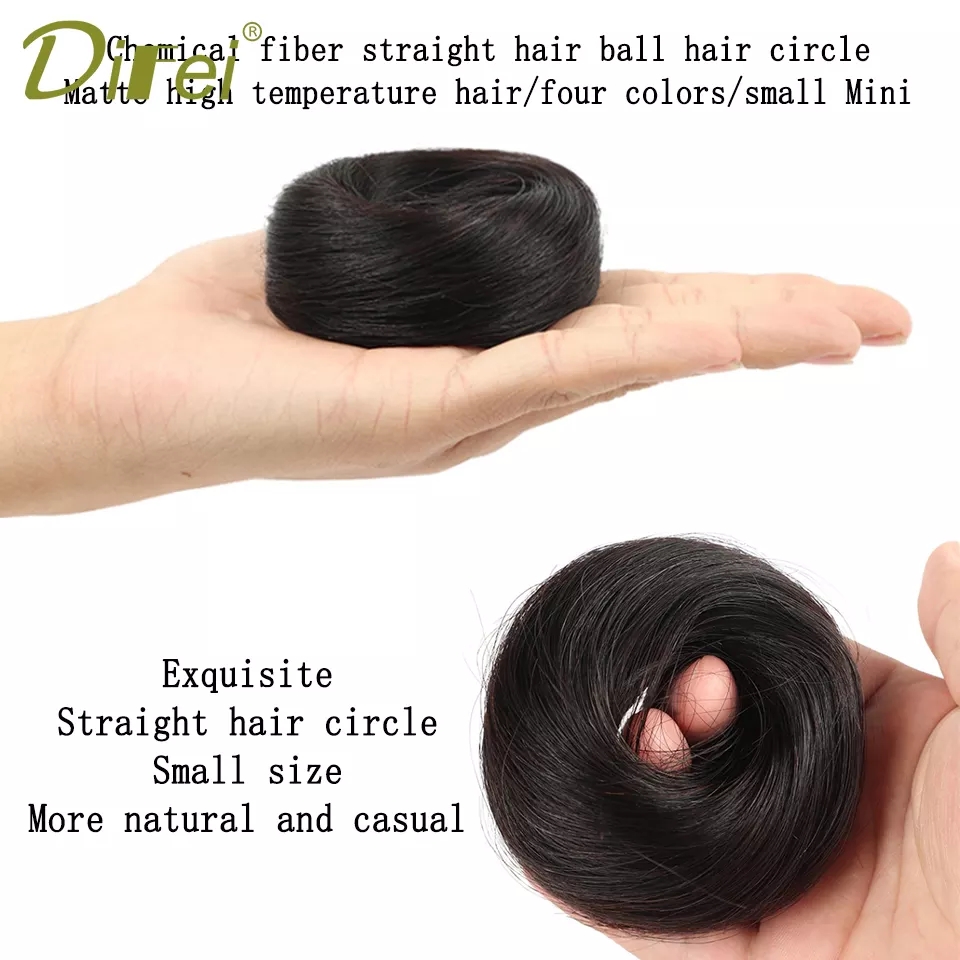 Direi®
Chemical fiber straight hair ball hair circle
Matte high temperature hair/four colors/small Mini
Exquisite
Straight hair circle
Small size
More natural and casual